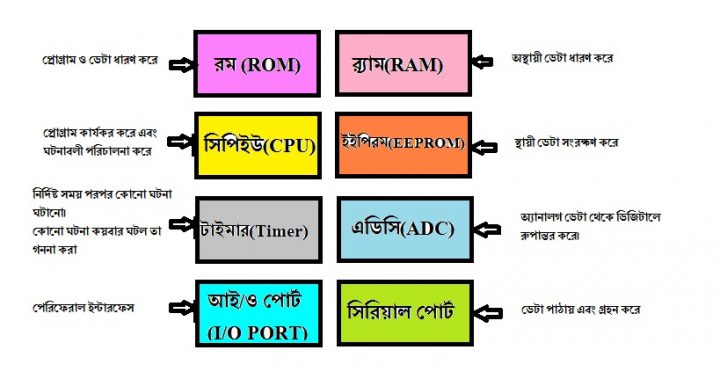 প্রোগ্রাম ও ডেটা ধারণ করে
রম (ROM)
র‍্যাম(RAM)
অস্থায়ী ডেটা ধারণ করে
প্রোগ্রাম কার্যকর করে এবং
ঘটনাবলী পরিচালনা করে
সিপিইউ(CPU)
ইইপিরম(EEPROM)
স্থায়ী ডেটা সংরক্ষণ করে
নির্দিষ্ট সময় পরপর কোনো ঘটনা
ঘটানো৷
কোনো ঘটনা কয়বার ঘটল তা
গননা করা
টাইমার(Timer)
এডিসি(ADC)
অ্যানালগ ডেটা থেকে ডিজিটালে
রুপান্তর করে৷
পেরিফেরাল ইন্টারফেস
আই/ও পোর্ট
(I/O PORT)
সিরিয়াল পোর্ট
ডেটা পাঠায় এবং গ্রহন করে